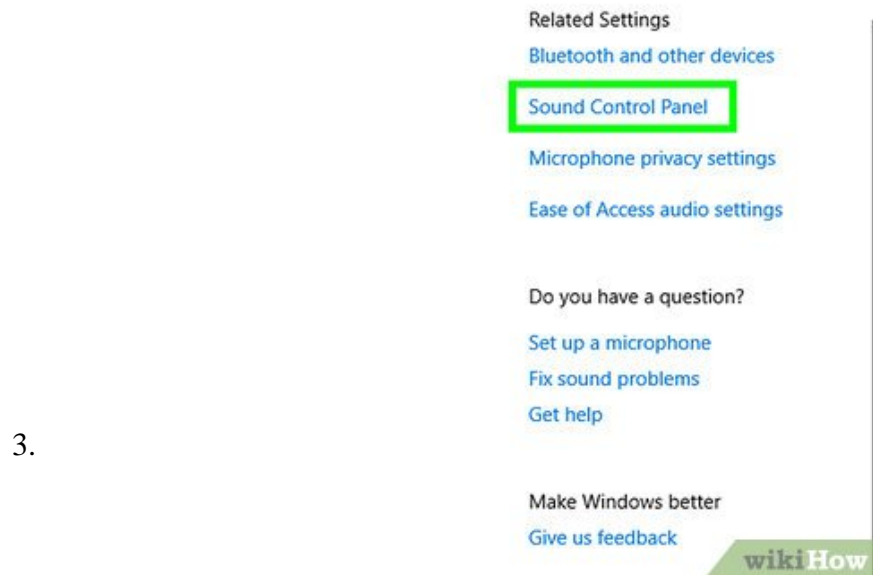 Related Settings
Bluetooth and other devices
Sound Control Panel
Microphone privacy settings
Ease of Access audio settings
Do you have a question?
Set up a microphone
Fix sound problems
Get help
3.
Make Windows better
Give us feedback
wikiHow